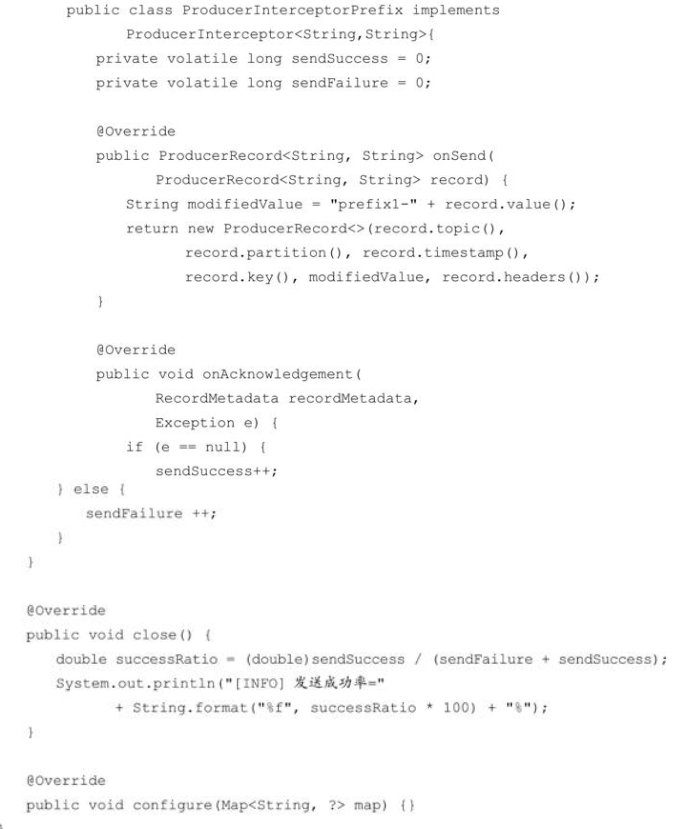 public class ProducerInterceptorPrefix implements
ProducerInterceptor<String,String>{
private volatile long sendSuccess = 0;
private volatile long sendFailure = 0;
@Override
public ProducerRecord<String, String> onSend(
ProducerRecord<String, String> record) {
String modifiedValue = "prefix1-" + record.value();
return new ProducerRecord<>(record.topic(),
record.partition(), record.timestamp(),
record.key(), modifiedValue, record.headers());
}
@Override
public void onAcknowledgement(
RecordMetadata recordMetadata,
Exception e) {
if (e == null) {
sendSuccess++;
} else {
sendFailure ++;
}
}
@Override
public void close() {
double successRatio = (double)sendSuccess / (sendFailure + sendSuccess);
System.out.println("[INFO] 发送成功率="
+ String.format("%f", successRatio * 100) + "%");
}
@Override
public void configure(Map<String, ?> map) {}